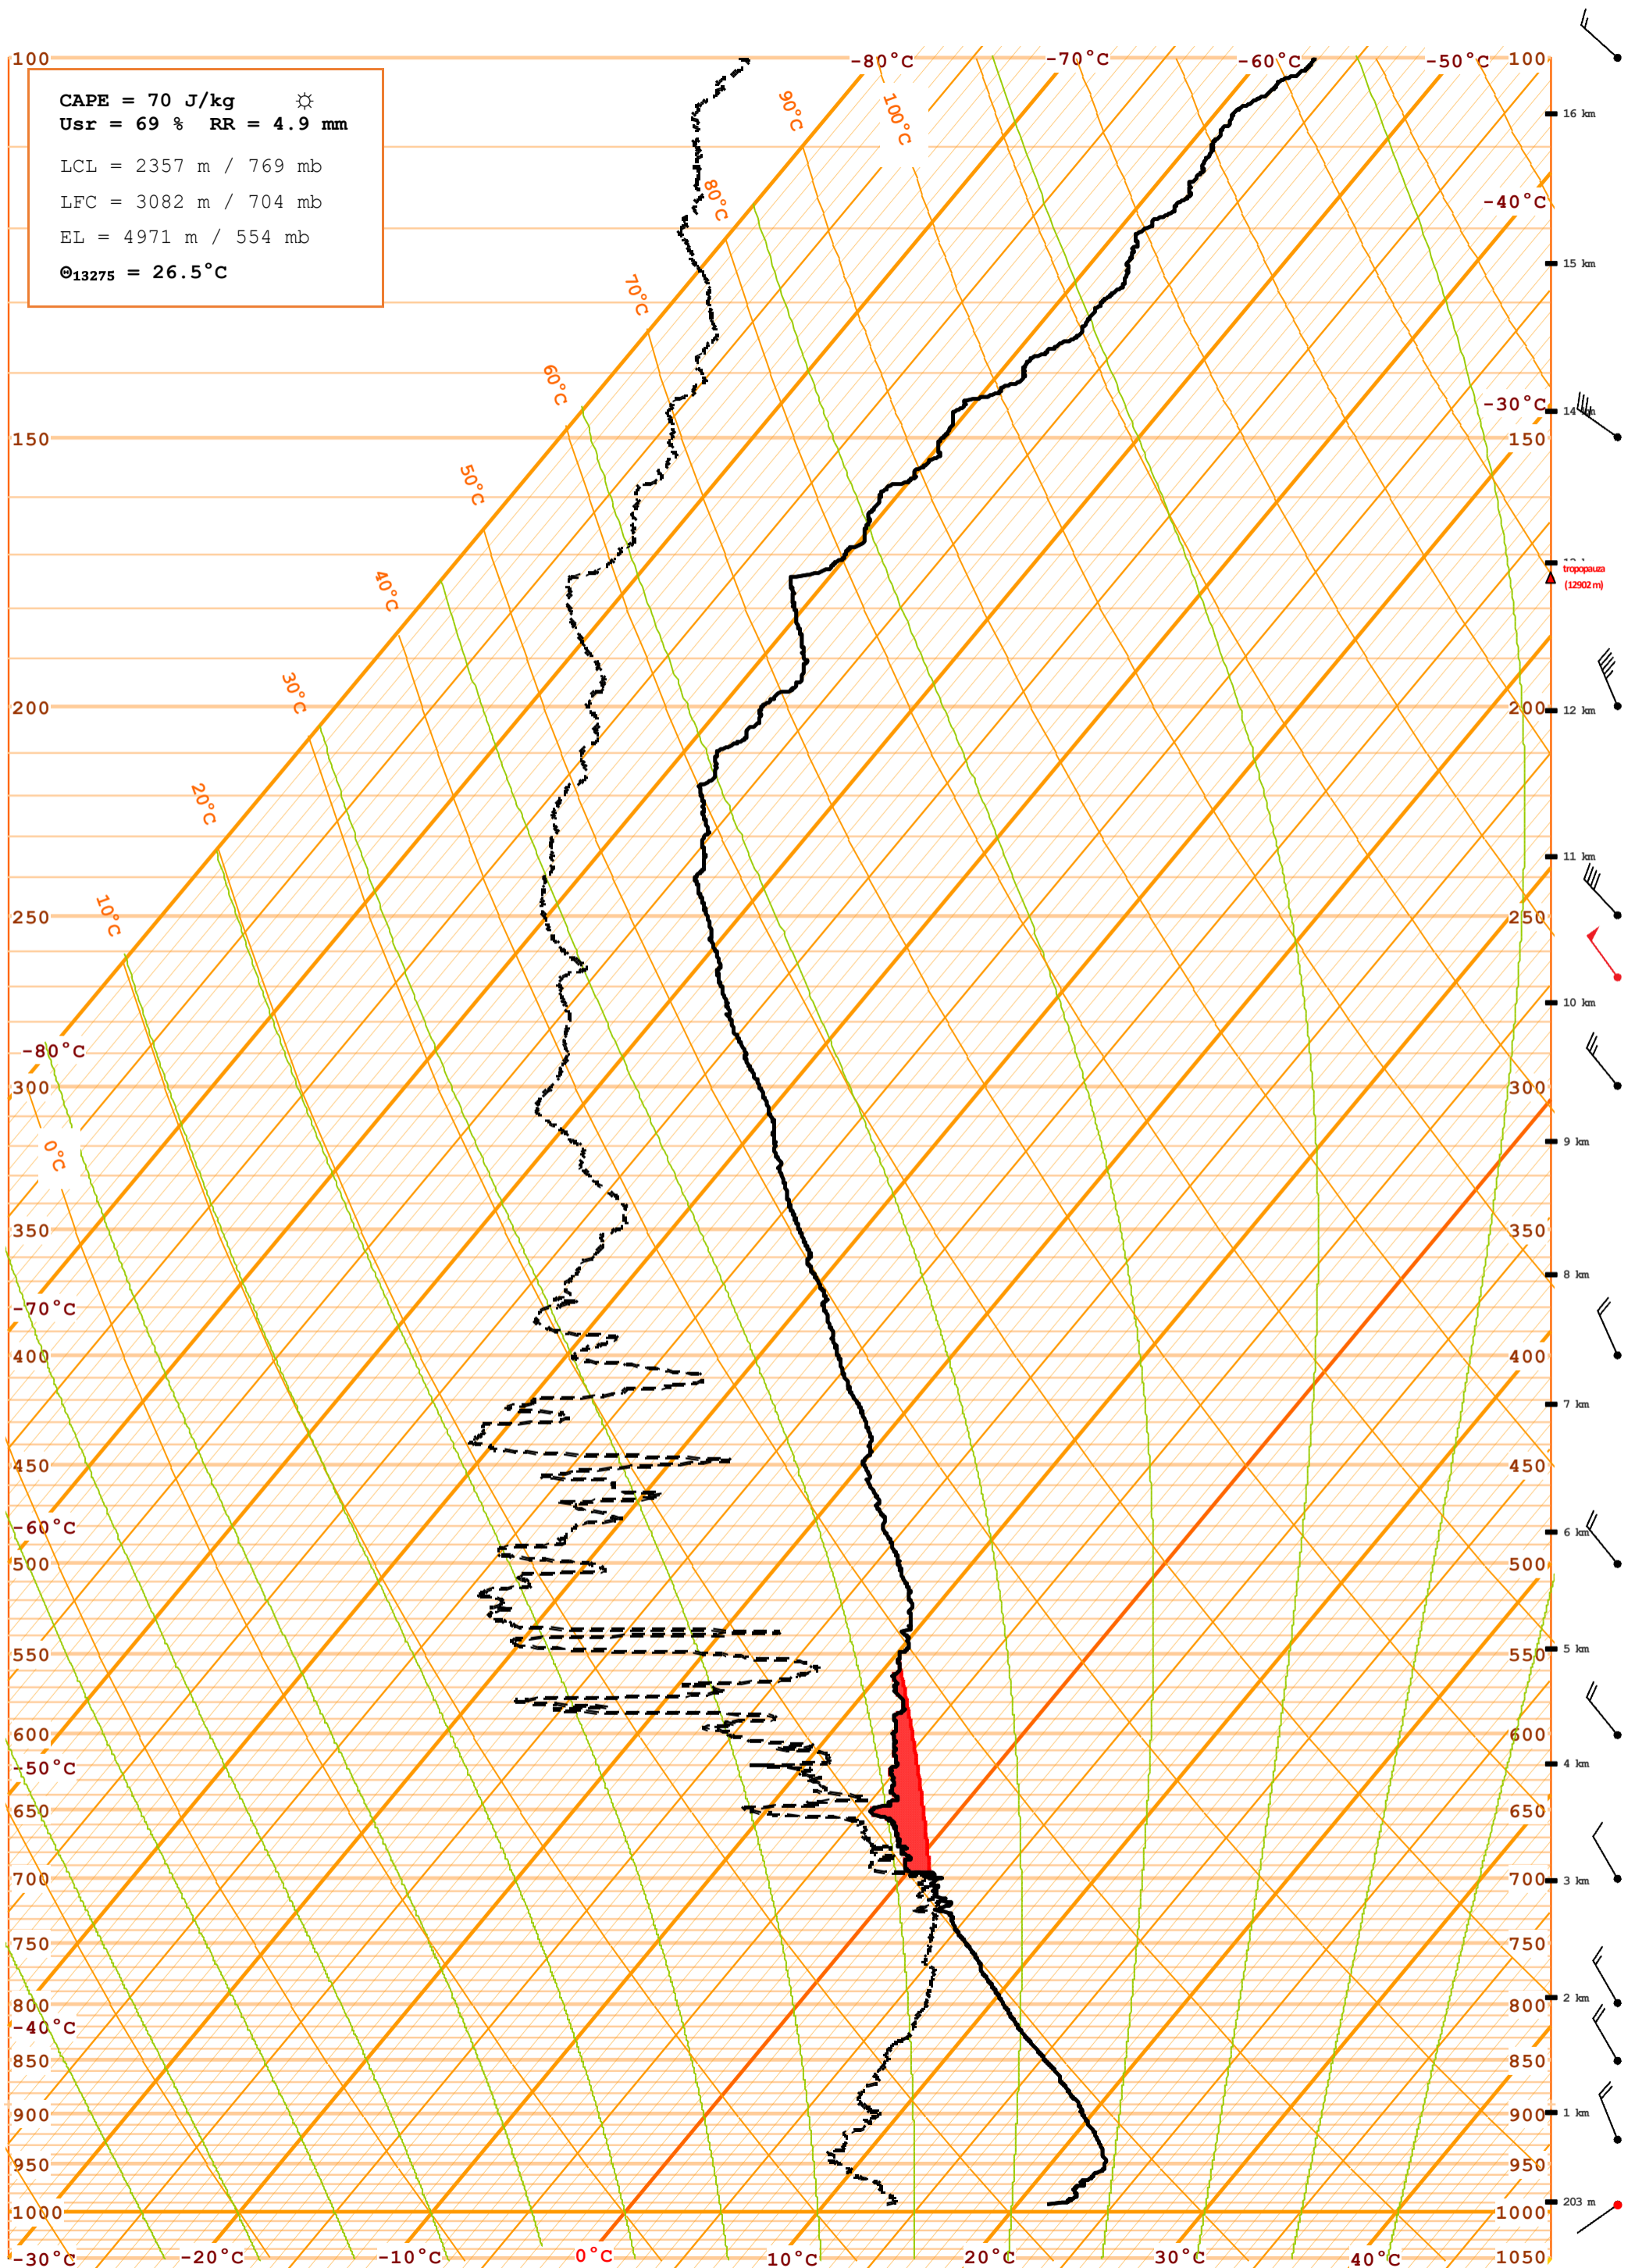 100 -80°C -70°C -60°C -50°C 100
CAPE = 70 J/kg ☼
Usr = 69 % RR = 4.9 mm
LCL = 2357 m / 769 mb
LFC = 3082 m / 704 mb
EL = 4971 m / 554 mb
Θ13275 = 26.5°C
90°C 100°C
16 km
80°C
-40°C
15 km
70°C
60°C
-30°C
14 km
150 150
50°C
tropopauza
(12902 m)
40°C
30°C
200 200
12 km
20°C
11 km
10°C
250 250
10 km
-80°C
300 300
9 km
0°C
350 350
8 km
-70°C
400 400
7 km
450 450
-60°C
6 km
500 500
5 km
550 550
600 600
-50°C
4 km
650 650
700 700
3 km
750 750
2 km
800 800
-40°C
850 850
900 900
1 km
950 950
203 m
1000 1000
-30°C -20°C -10°C 0°C 10°C 20°C 30°C 40°C 1050